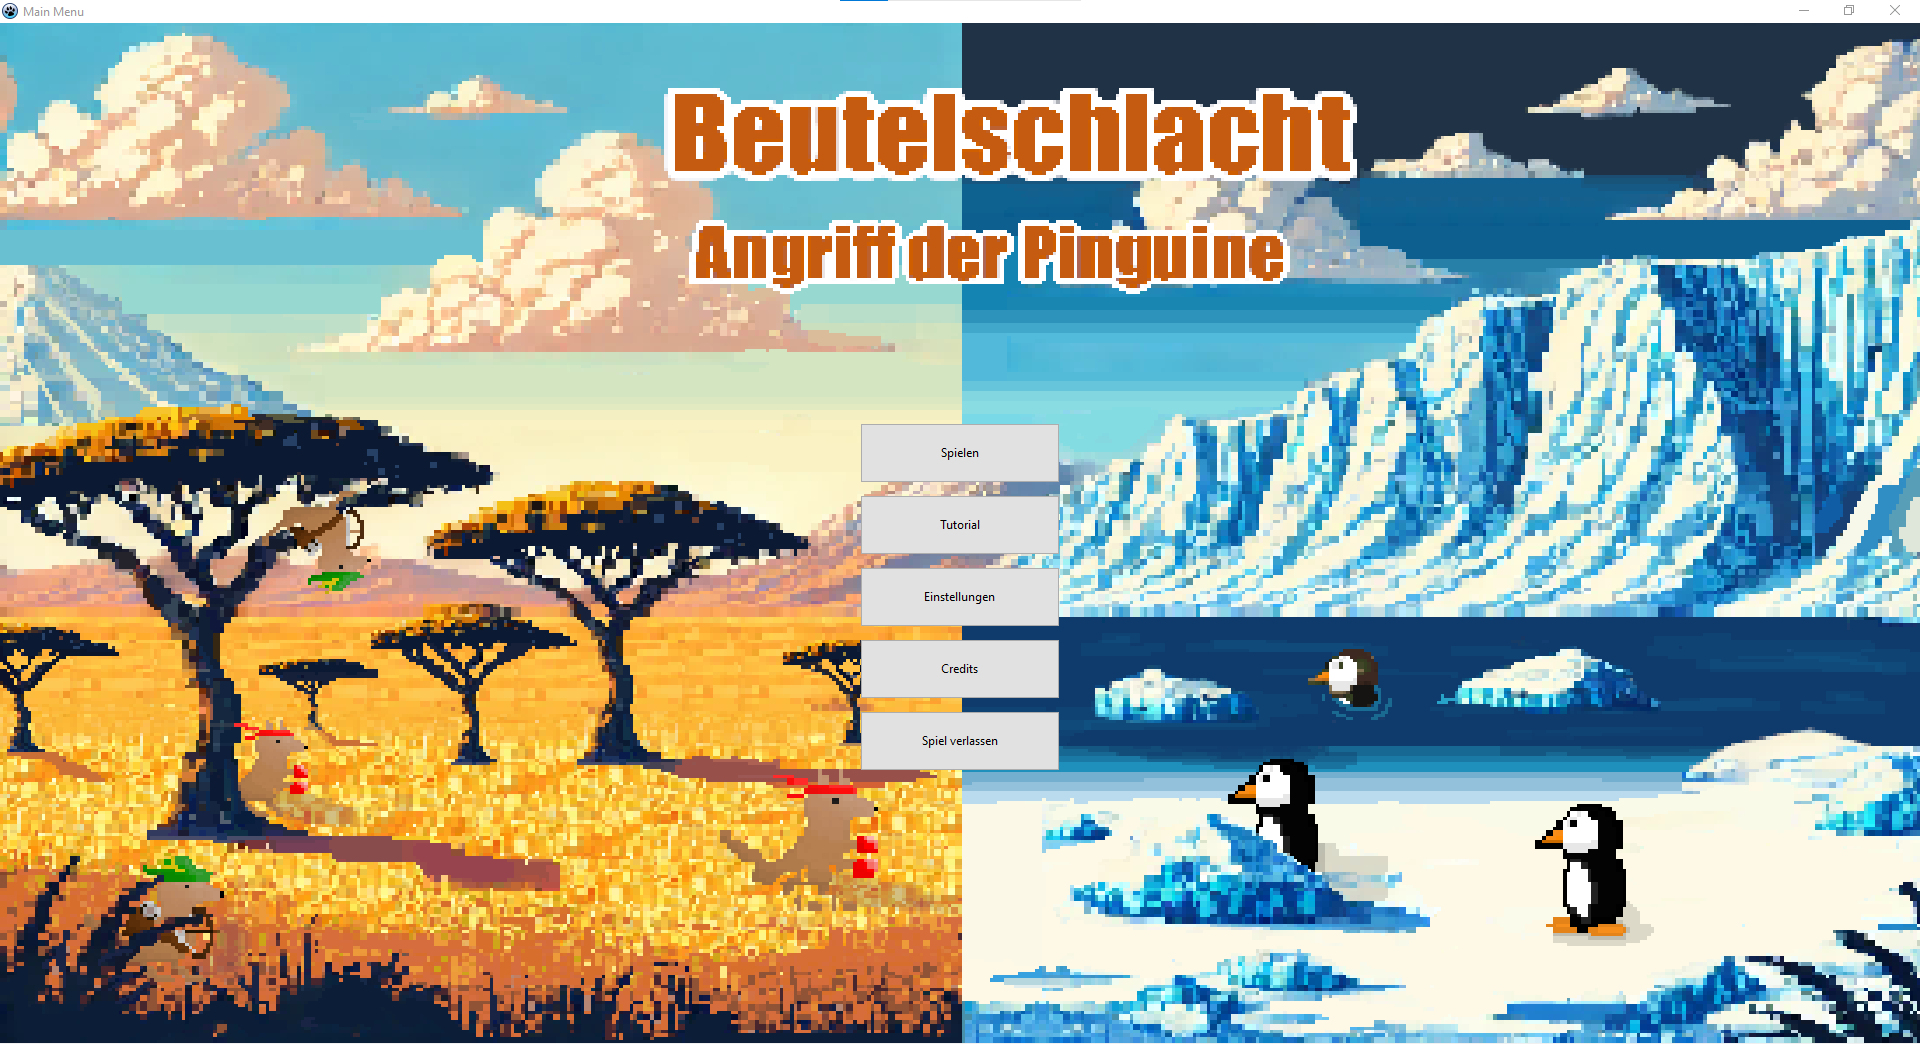 Main Menu
Beutelschlacht
Angriff der Pinguine
Spielen
Tutorial
Einstellungen
Credits
Spiel verlassen